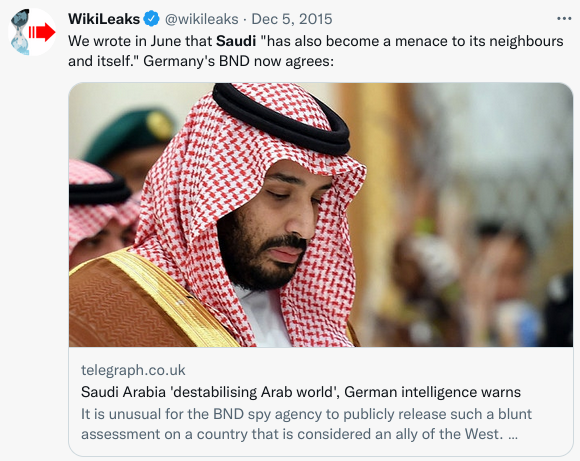 WikiLeaks @wikileaks · Dec 5, 2015 ...
We wrote in June that Saudi "has also become a menace to its neighbours
and itself." Germany's BND now agrees:
telegraph.co.uk
Saudi Arabia 'destabilising Arab world', German intelligence warns
It is unusual for the BND spy agency to publicly release such a blunt
assessment on a country that is considered an ally of the West. ...